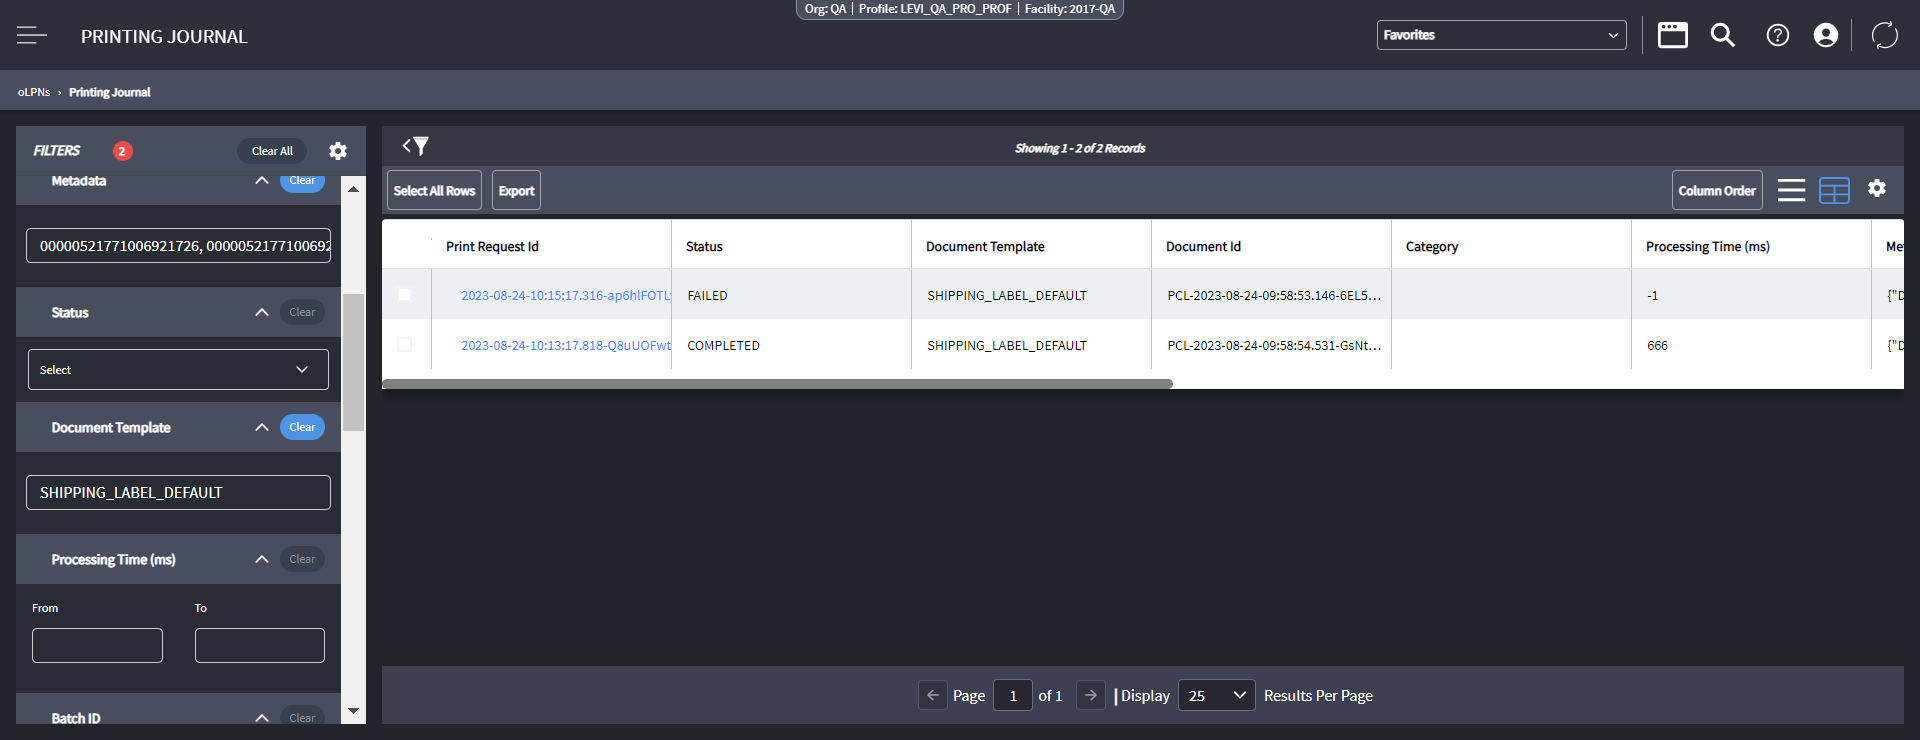 Org: QA | Profile: LEVI_QA_PRO_PROF | Facility: 2017-QA
PRINTING JOURNAL
Favorites
oLPNs › Printing Journal
FILTERS 2 Clear All
Metadata Clear
00000521771006921726, 0000052177100692
Status Clear
Select
Document Template Clear
SHIPPING_LABEL_DEFAULT
Processing Time (ms) Clear
From To
Batch ID Clear
Showing 1 - 2 of 2 Records
Select All Rows Export Column Order
Print Request Id Status Document Template Document Id Category Processing Time (ms) Me
2023-08-24-10:15:17.316-ap6hlFOTL FAILED SHIPPING_LABEL_DEFAULT PCL-2023-08-24-09:58:53.146-6EL5... -1 {"D
2023-08-24-10:13:17.818-Q8uUOFwt COMPLETED SHIPPING_LABEL_DEFAULT PCL-2023-08-24-09:58:54.531-GsNt... 666 {"D
Page 1 of 1 | Display 25 Results Per Page